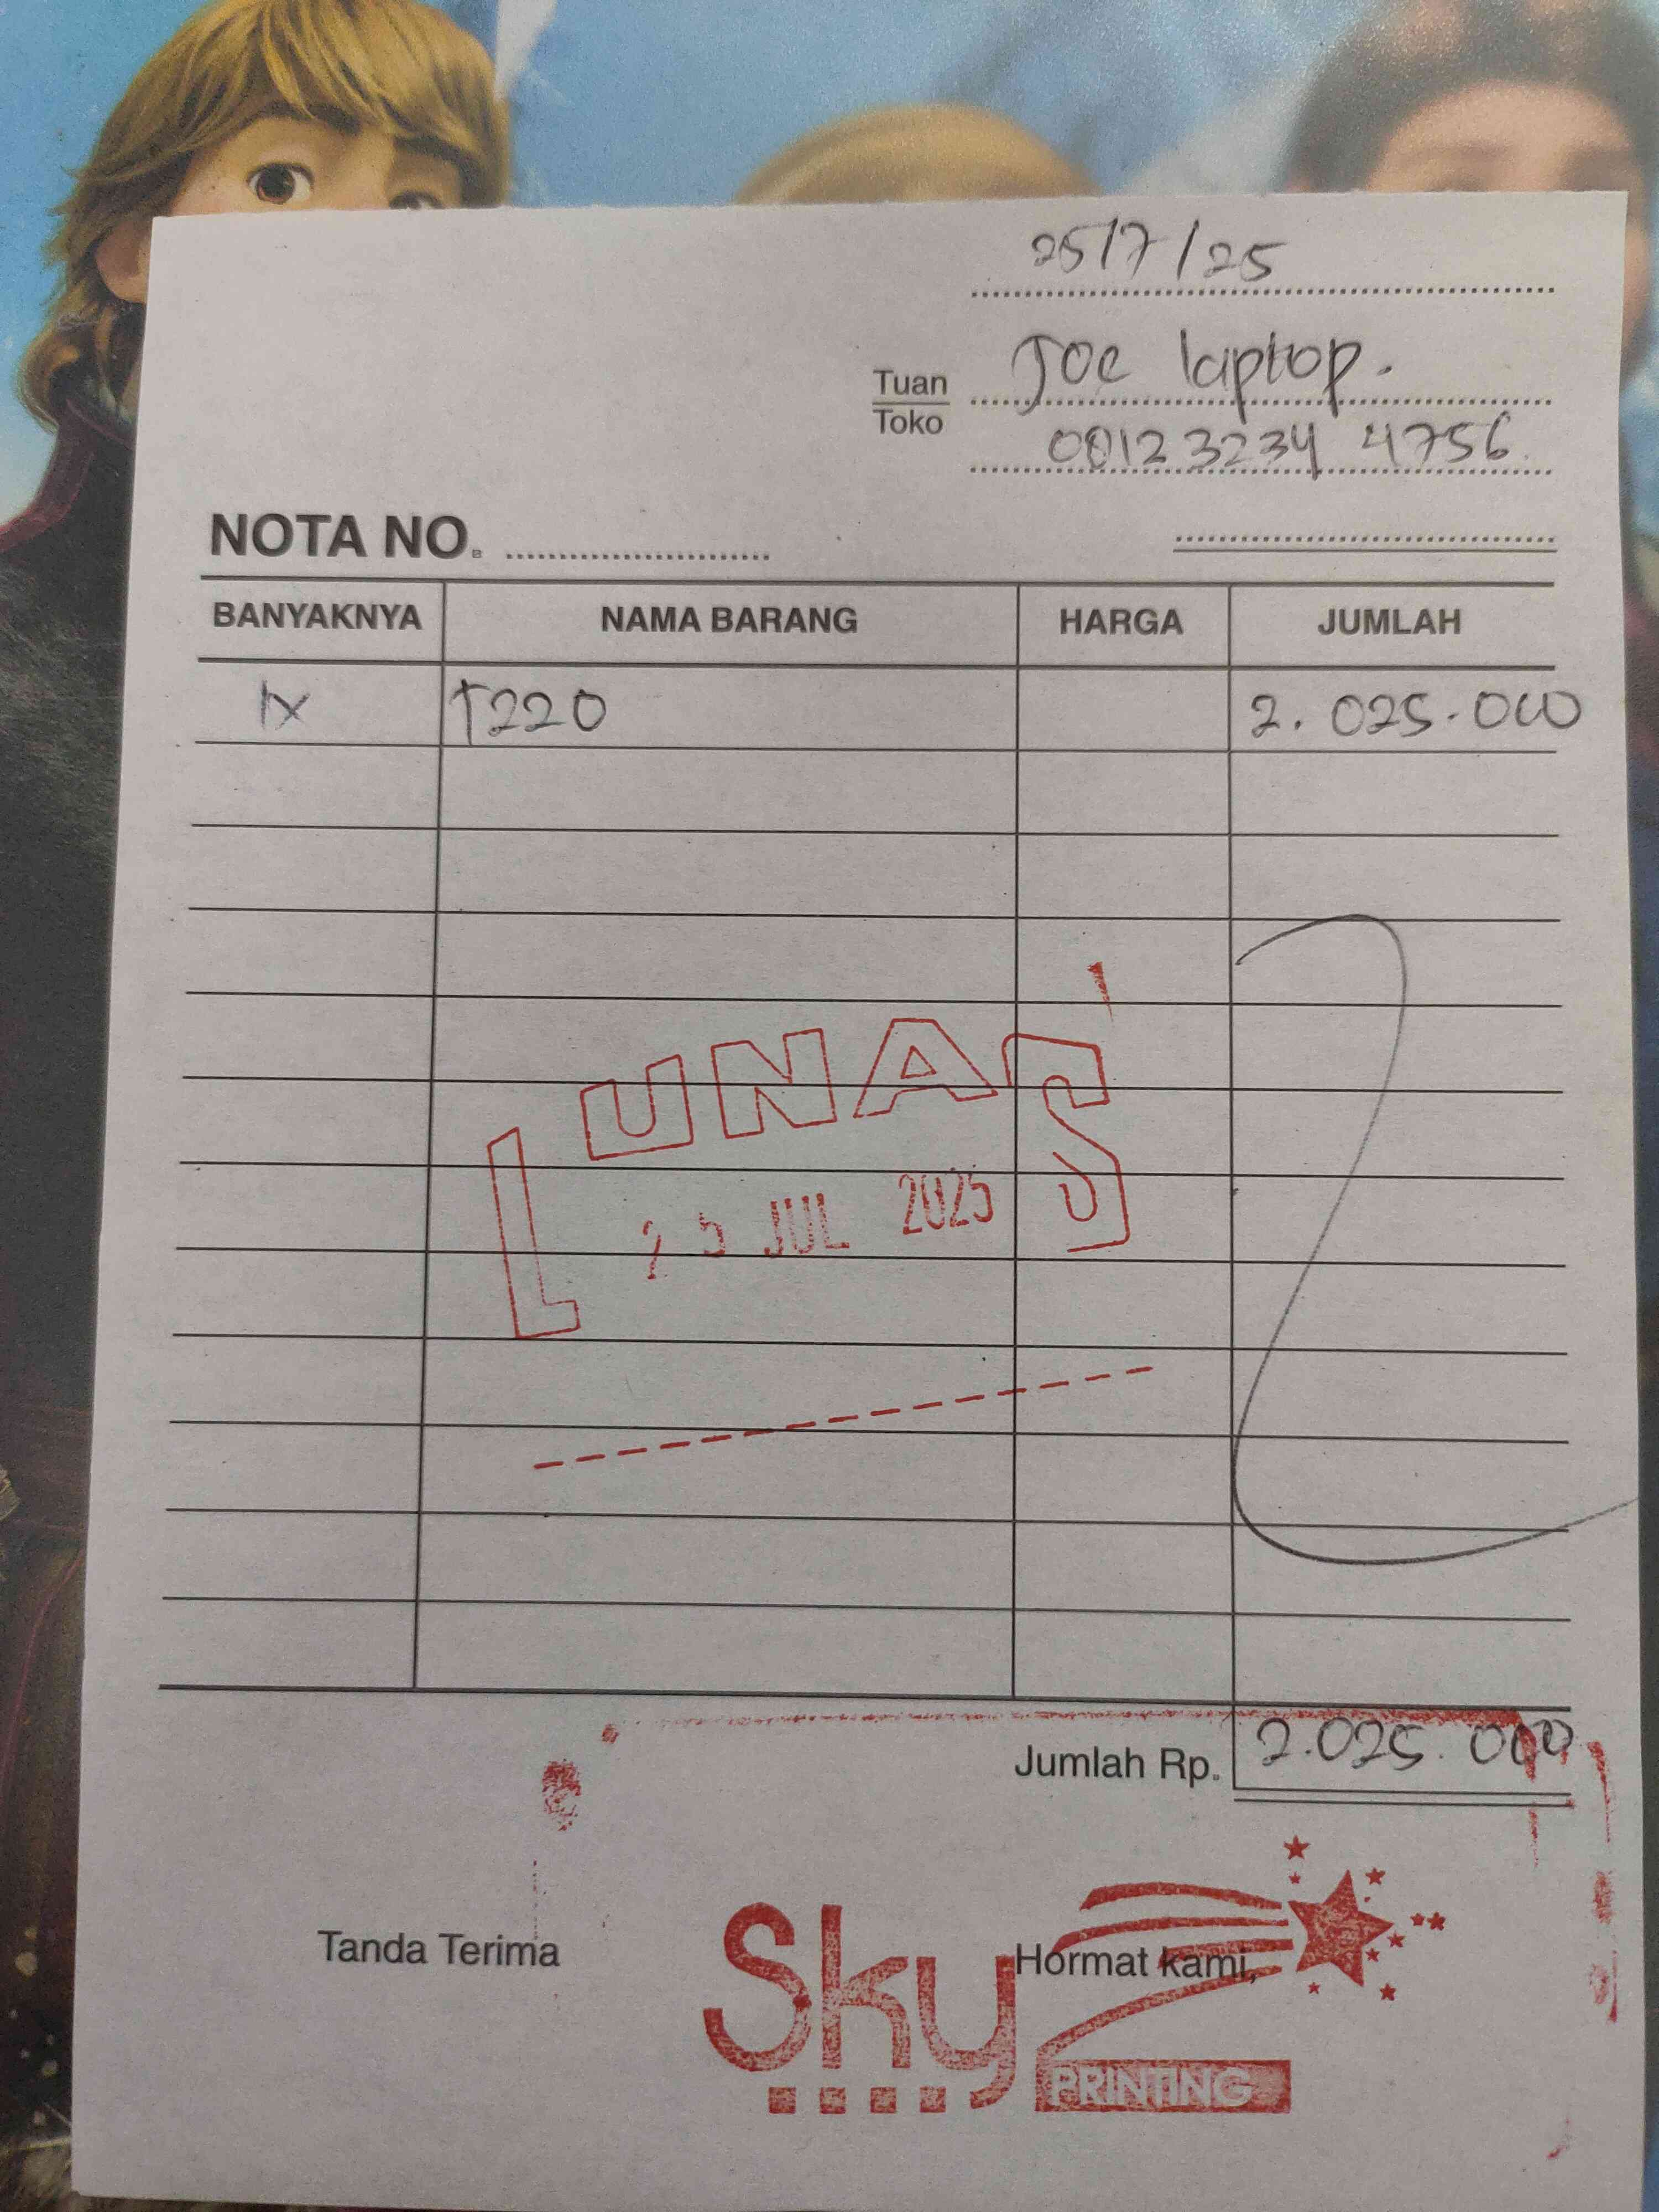 25/7/25
Tuan
Toko
Joe laptop.
0812 3234 4756
NOTA NO.
BANYAKNYA NAMA BARANG HARGA JUMLAH
1x T220 2.025.000
LUNAS
25 JUL 2025
Jumlah Rp. 2.025.000
Tanda Terima Hormat kami,
Sky
PRINTING